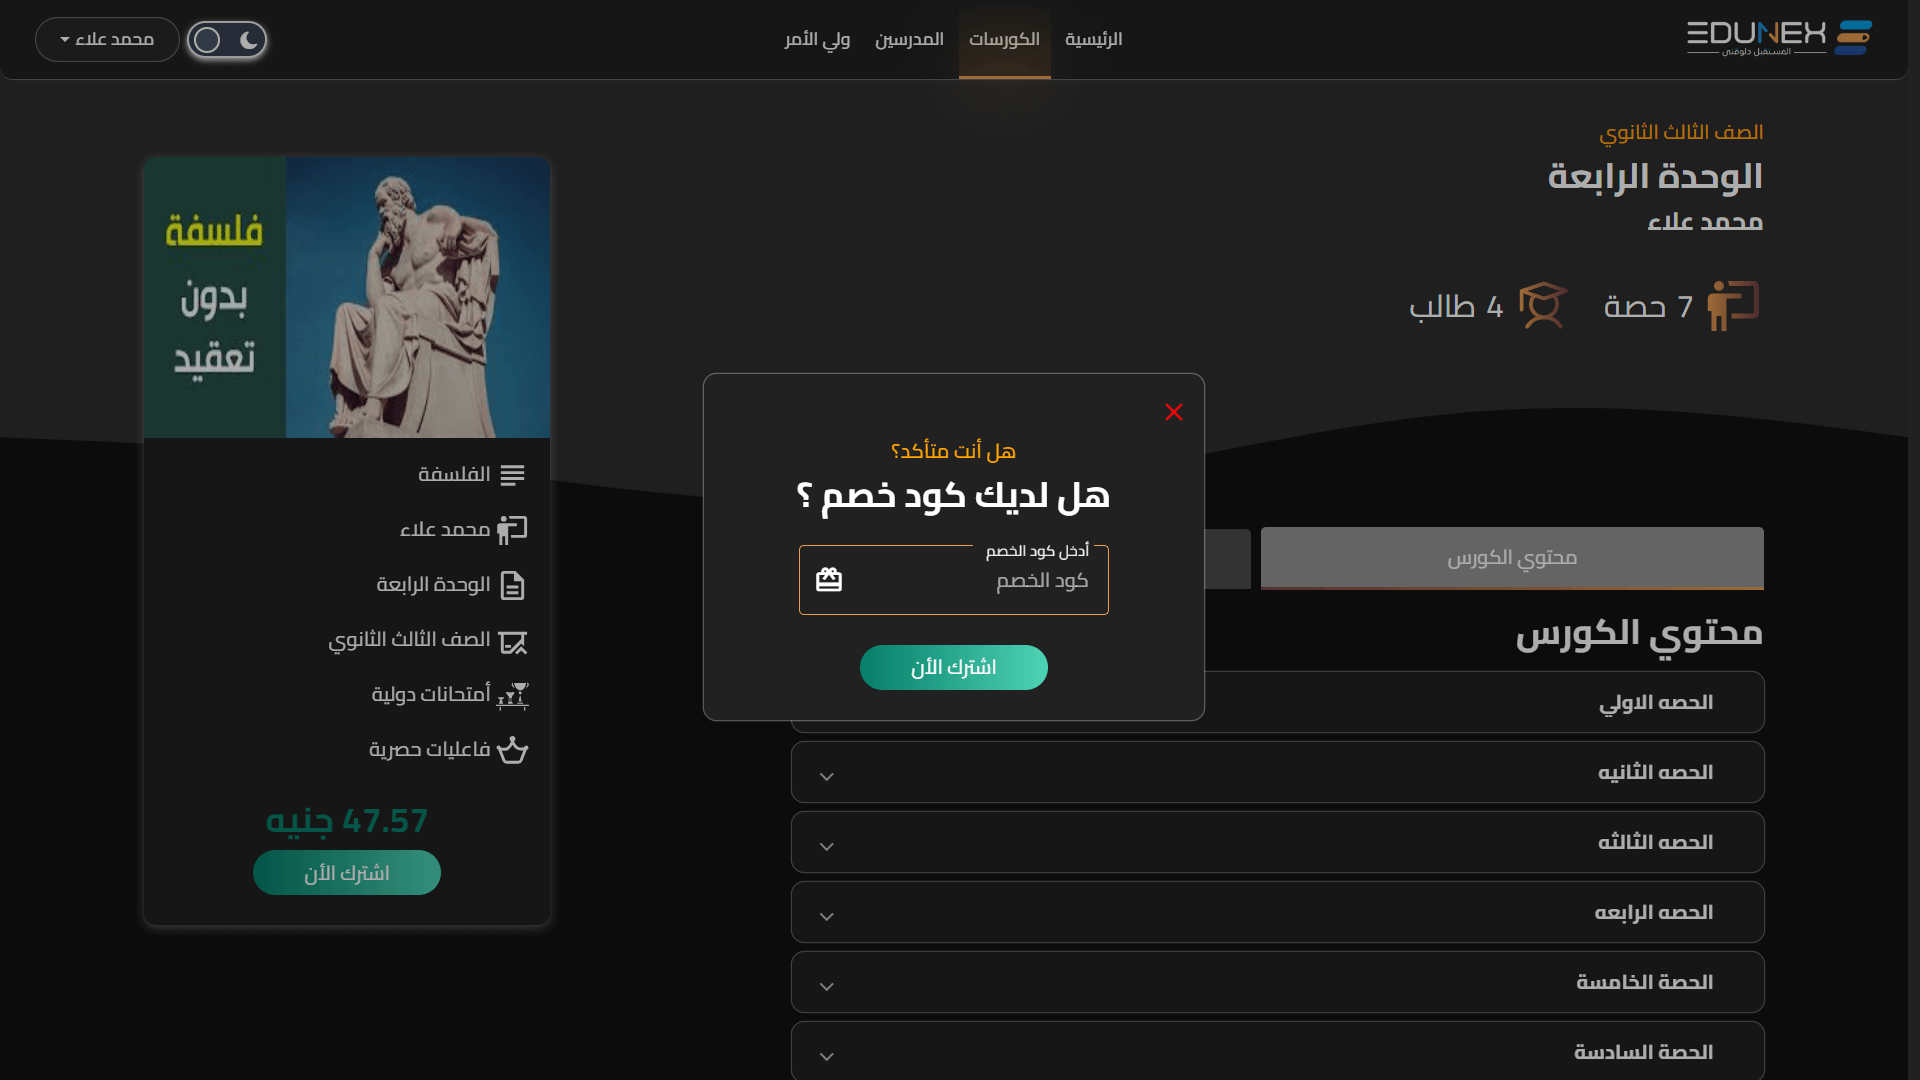 EDUNEX
المستقبل دلوقتي
الرئيسية
الكورسات
المدرسين
ولي الأمر
محمد علاء
الصف الثالث الثانوي
الوحدة الرابعة
محمد علاء
7 حصة
4 طالب
فلسفة
بدون
تعقيد
الفلسفة
محمد علاء
الوحدة الرابعة
الصف الثالث الثانوي
أمتحانات دولية
فاعليات حصرية
47.57 جنيه
اشترك الأن
هل أنت متأكد؟
هل لديك كود خصم ؟
أدخل كود الخصم
كود الخصم
اشترك الأن
محتوي الكورس
محتوي الكورس
الحصه الاولي
الحصه الثانيه
الحصه الثالثه
الحصه الرابعه
الحصة الخامسة
الحصة السادسة